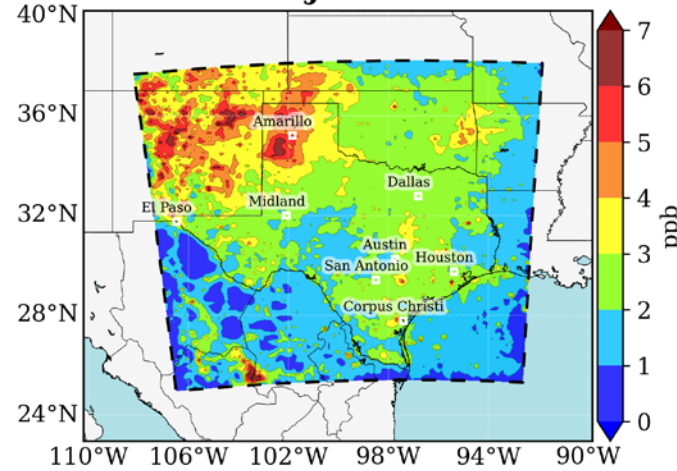 40°N
36°N
32°N
28°N
24°N
110°W 106°W 102°W 98°W 94°W 90°W
Amarillo
Dallas
Midland
El Paso
Austin
Houston
San Antonio
Corpus Christi
7
6
5
4
3
2
1
0
ppb